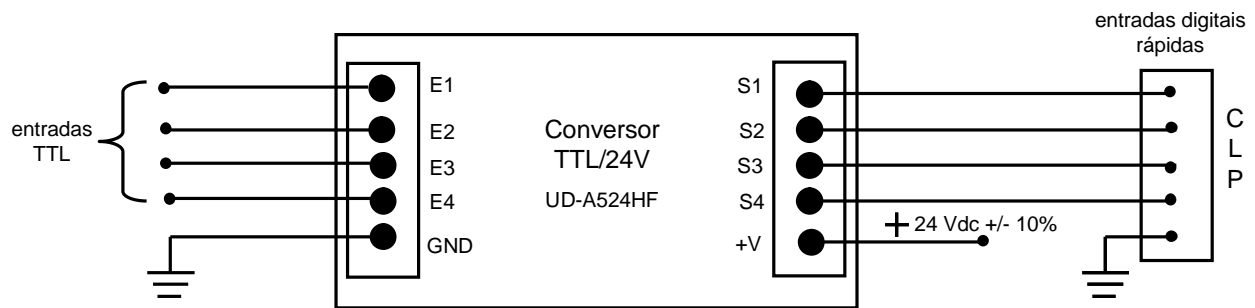 entradas digitais
rápidas
entradas
TTL
E1
E2
E3
E4
GND
Conversor
TTL/24V
UD-A524HF
S1
S2
S3
S4
+V
+ 24 Vdc +/- 10%
C
L
P